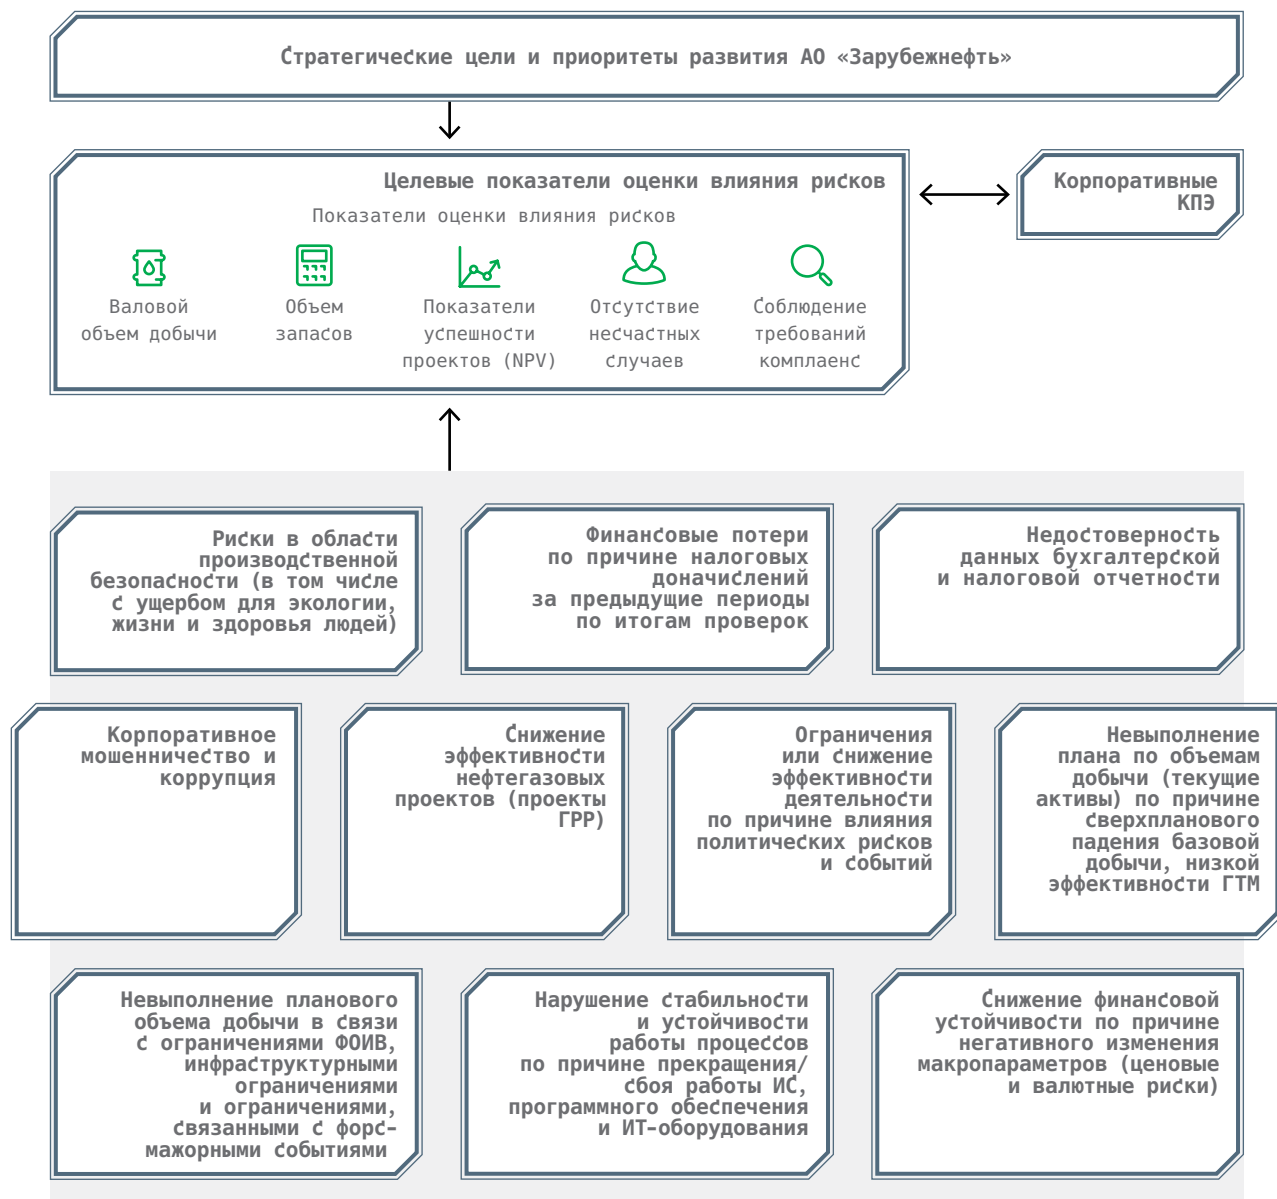 Стратегические цели и приоритеты развития АО «Зарубежнефть»
Целевые показатели оценки влияния рисков
Показатели оценки влияния рисков
Валовой
объем добычи
Объем
запасов
Показатели
успешности
проектов (NPV)
Отсутствие
несчастных
случаев
Соблюдение
требований
комплаенс
Корпоративные
КПЭ
Риски в области
производственной
безопасности (в том числе
с ущербом для экологии,
жизни и здоровья людей)
Финансовые потери
по причине налоговых
доначислений
за предыдущие периоды
по итогам проверок
Недостоверность
данных бухгалтерской
и налоговой отчетности
Корпоративное
мошенничество и
коррупция
Снижение
эффективности
нефтегазовых
проектов (проекты
ГРР)
Ограничения
или снижение
эффективности
деятельности
по причине влияния
политических рисков
и событий
Невыполнение
плана по объемам
добычи (текущие
активы) по причине
сверхпланового
падения базовой
добычи, низкой
эффективности ГТМ
Невыполнение планового
объема добычи в связи
с ограничениями ФОИВ,
инфраструктурными
ограничениями
и ограничениями,
связанными с форс-
мажорными событиями
Нарушение стабильности
и устойчивости
работы процессов
по причине прекращения/
сбоя работы ИС,
программного обеспечения
и ИТ-оборудования
Снижение финансовой
устойчивости по причине
негативного изменения
макропараметров (ценовые
и валютные риски)